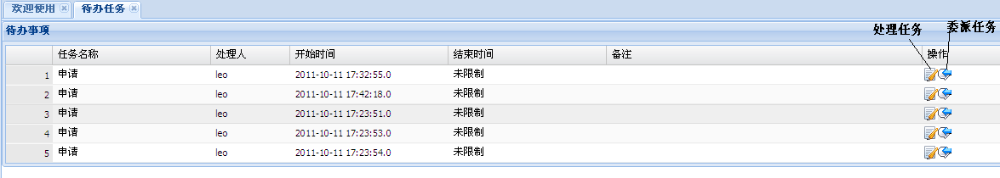 欢迎使用 待办任务
待办事项
处理任务 委派任务
任务名称 处理人 开始时间 结束时间 备注 操作
1 申请 leo 2011-10-11 17:32:55.0 未限制
2 申请 leo 2011-10-11 17:42:18.0 未限制
3 申请 leo 2011-10-11 17:23:51.0 未限制
4 申请 leo 2011-10-11 17:23:53.0 未限制
5 申请 leo 2011-10-11 17:23:54.0 未限制